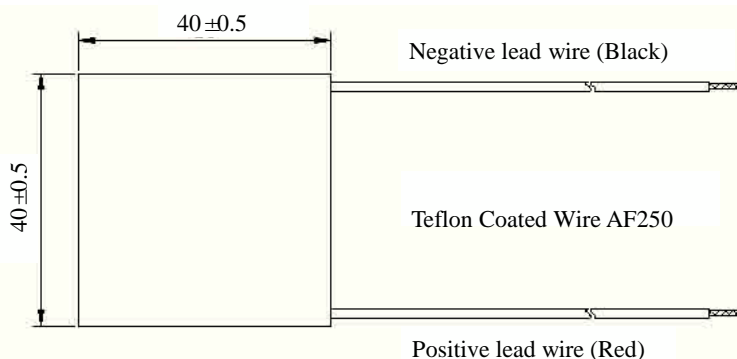 40±0.5
Negative lead wire (Black)
40±0.5
Teflon Coated Wire AF250
Positive lead wire (Red)